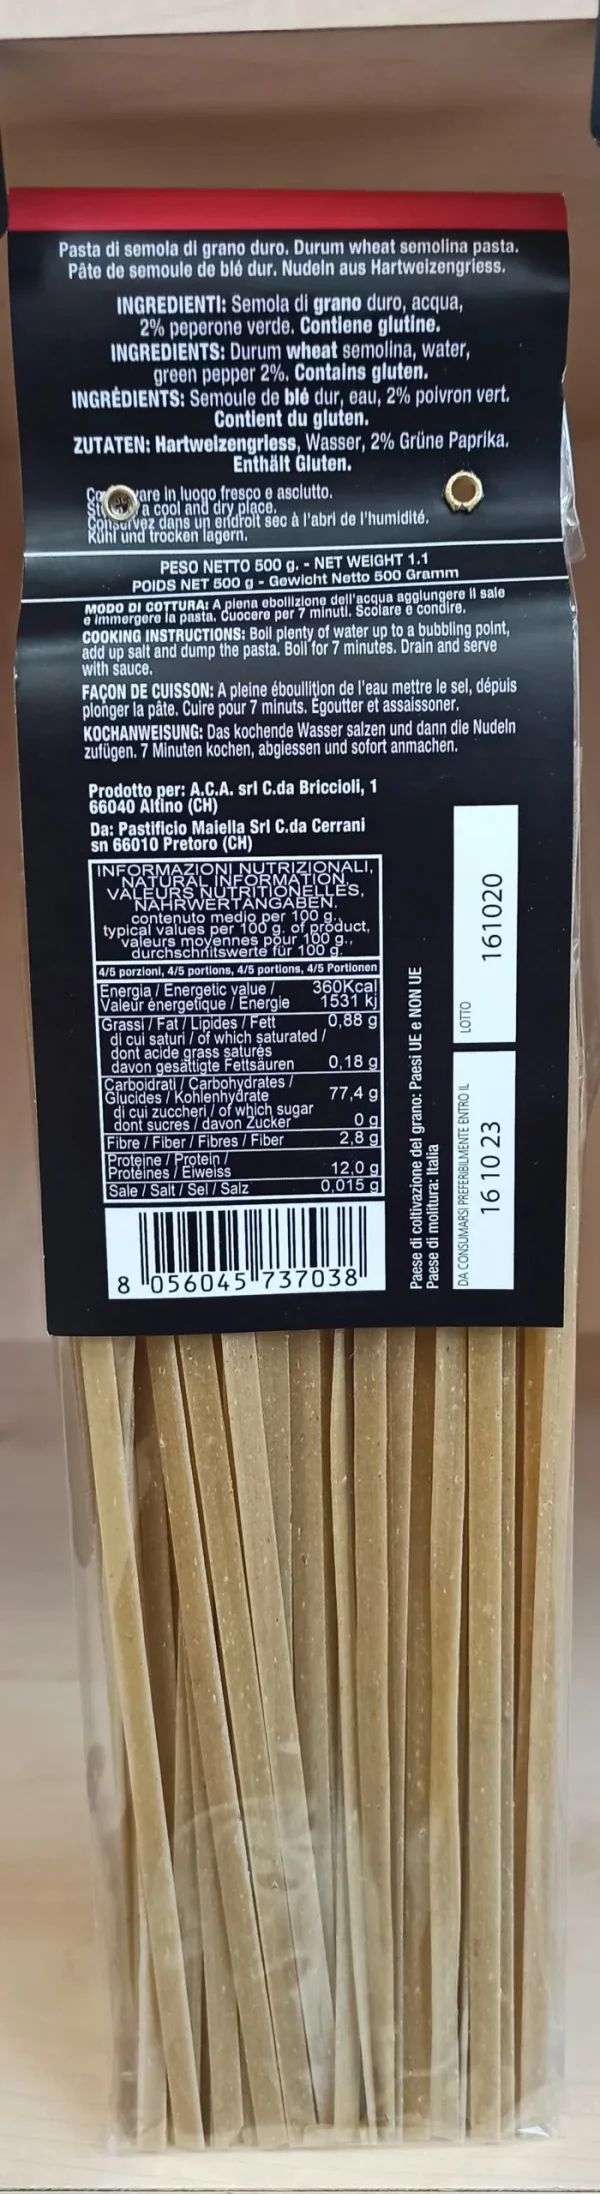 Pasta di semola di grano duro. Durum wheat semolina pasta.
Pâte de semoule de blé dur. Nudeln aus Hartweizengriess.
INGREDIENTI: Semola di grano duro, acqua,
2% peperone verde. Contiene glutine.
INGREDIENTS: Durum wheat semolina, water,
green pepper 2%. Contains gluten.
INGRÉDIENTS: Semoule de blé dur, eau, 2% poivron vert.
Contient du gluten.
ZUTATEN: Hartweizengriess, Wasser, 2% Grüne Paprika.
Enthält Gluten.
in luogo fresco e asciutto.
a cool and dry place.
Conservez dans un endroit sec à l'abri de l'humidité.
Kühl und trocken lagern.
PESO NETTO 500 g. - NET WEIGHT 1.1
POIDS NET 500 g - Gewicht Netto 500 Gramm
MODO DI COTTURA: A piena ebollizione dell'acqua aggiungere il sale
e immergere la pasta. Cuocere per 7 minuti. Scolare e condire.
COOKING INSTRUCTIONS: Boil plenty of water up to a bubbling point,
add up salt and dump the pasta. Boil for 7 minutes. Drain and serve
with sauce.
FAÇON DE CUISSON: A pleine éboullition de l'eau mettre le sel, dépuis
plonger la pâte. Cuire pour 7 minuts. Égoutter et assaissoner.
KOCHANWEISUNG: Das kochende Wasser salzen und dann die Nudeln
zufügen. 7 Minuten kochen, abgiessen und sofort anmachen.
Prodotto per: A.C.A. srl C.da Briccioli, 1
66040 Altino (CH)
Da: Pastificio Maiella Srl C.da Cerrani
sn 66010 Pretoro (CH)
INFORMAZIONI NUTRIZIONALI,
NATURAL INFORMATION,
VALEURS NUTRITIONELLES,
NAHRWERTANGABEN.
contenuto medio per 100 g.,
typical values per 100 g. of product,
valeurs moyennes pour 100 g.,
durchschnitswerte für 100 g.
4/5 porzioni, 4/5 portions, 4/5 portions, 4/5 Portionen
Energia / Energetic value / 360Kcal
Valeur énergetique / Energie 1531 kj
Grassi / Fat / Lipides / Fett 0,88 g
di cui saturi / of which saturated /
dont acide grass saturés
davon gesättigte Fettsäuren 0,18 g
Carboidrati / Carbohydrates /
Glucides / Kohlenhydrate 77,4 g
di cui zuccheri / of which sugar
dont sucres / davon Zucker 0 g
Fibre / Fiber / Fibres / Fiber 2,8 g
Proteine / Protein /
Protéines / Eiweiss 12,0 g
Sale / Salt / Sel / Salz 0,015 g
8 056045 737038
Paese di coltivazione del grano: Paesi UE e NON UE
Paese di molitura: Italia
DA CONSUMARSI PREFERIBILMENTE ENTRO IL
16 10 23
LOTTO
161020